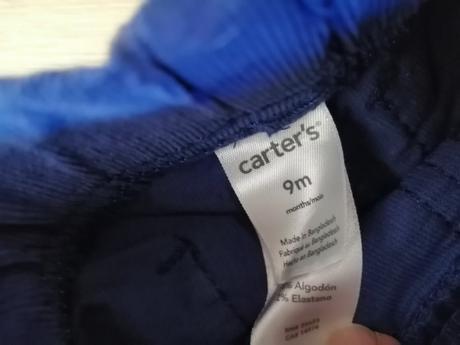 carter's®
9m
months/mois
Made in Bangladesh
Fabriqué au Bangladesh
Hecho en Bangladesh
% Algodón
% Elastano